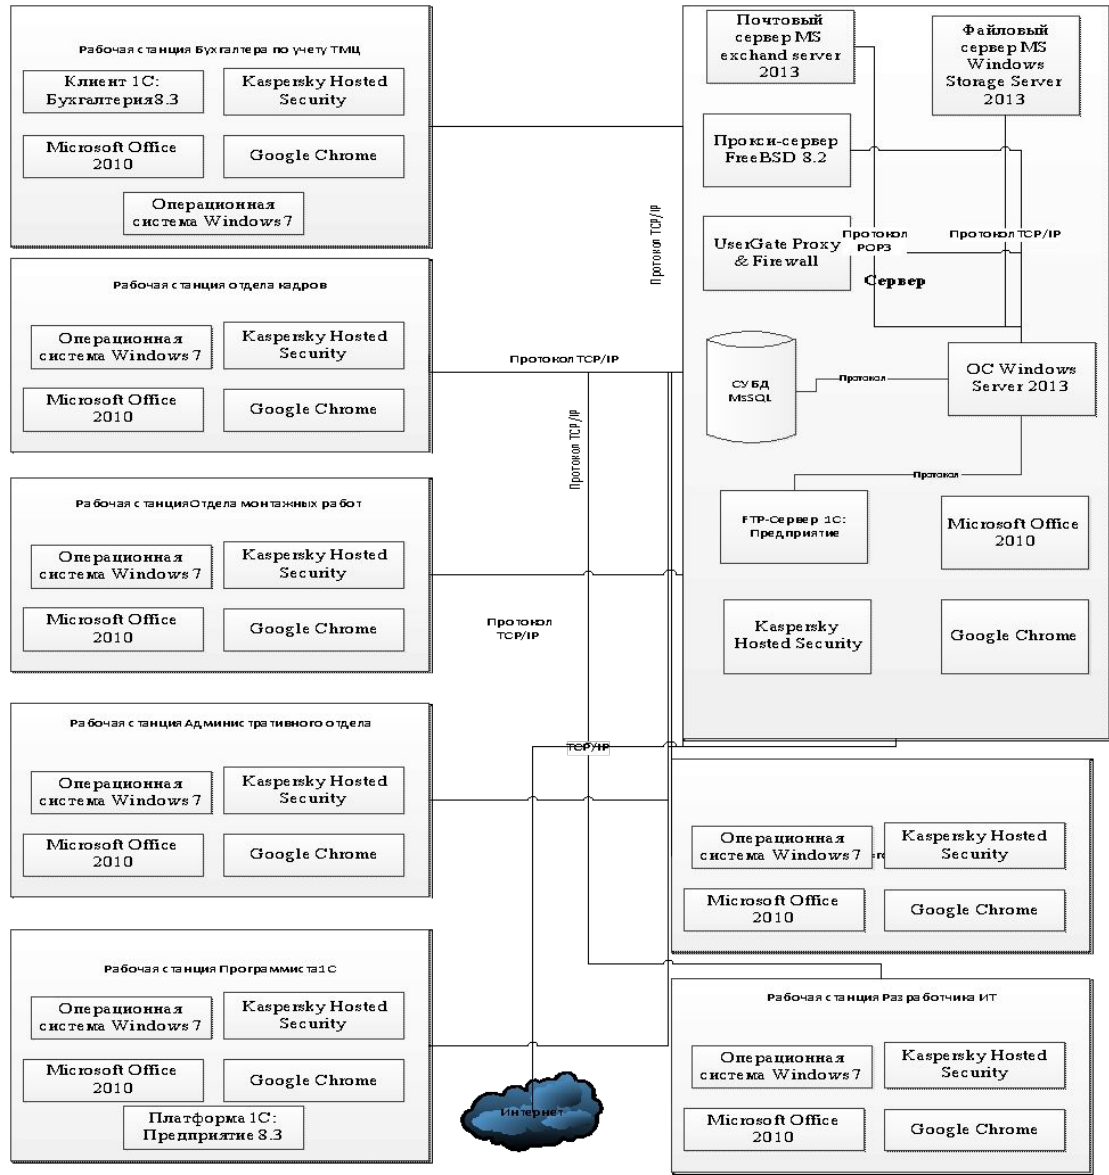 Рабочая станция Бухгалтера по учету ТМЦ
Клиент 1С:
Бухгалтерия8.3
Kaspersky Hosted
Security
Microsoft Office
2010
Google Chrome
Операционная
система Windows7
Рабочая станция отдела кадров
Операционная
система Windows7
Kaspersky Hosted
Security
Microsoft Office
2010
Google Chrome
Рабочая станцияОтдела монтажных работ
Операционная
система Windows7
Kaspersky Hosted
Security
Microsoft Office
2010
Google Chrome
Рабочая станция Административного отдела
Операционная
система Windows7
Kaspersky Hosted
Security
Microsoft Office
2010
Google Chrome
Рабочая станция Программиста1С
Операционная
система Windows7
Kaspersky Hosted
Security
Microsoft Office
2010
Google Chrome
Платформа 1С:
Предприятие 8.3
Протокол TCP/IP
Протокол TCP/IP
Протокол TCP/IP
Протокол
TCP/IP
TCP/IP
Интернет
Почтовый
сервер MS
exchand server
2013
Файловый
сервер MS
Windows
Storage Server
2013
Прокси-сервер
FreeBSD 8.2
UserGate Proxy
& Firewall
Протокол
POP3
Протокол TCP/IP
Сервер
СУБД
MsSQL
Протокол
ОС Windows
Server 2013
Протокол
FTP-Сервер 1С:
Предприятие
Microsoft Office
2010
Kaspersky
Hosted Security
Google Chrome
Операционная
система Windows7
Kaspersky Hosted
Security
Microsoft Office
2010
Google Chrome
Рабочая станция Разработчика ИТ
Операционная
система Windows7
Kaspersky Hosted
Security
Microsoft Office
2010
Google Chrome